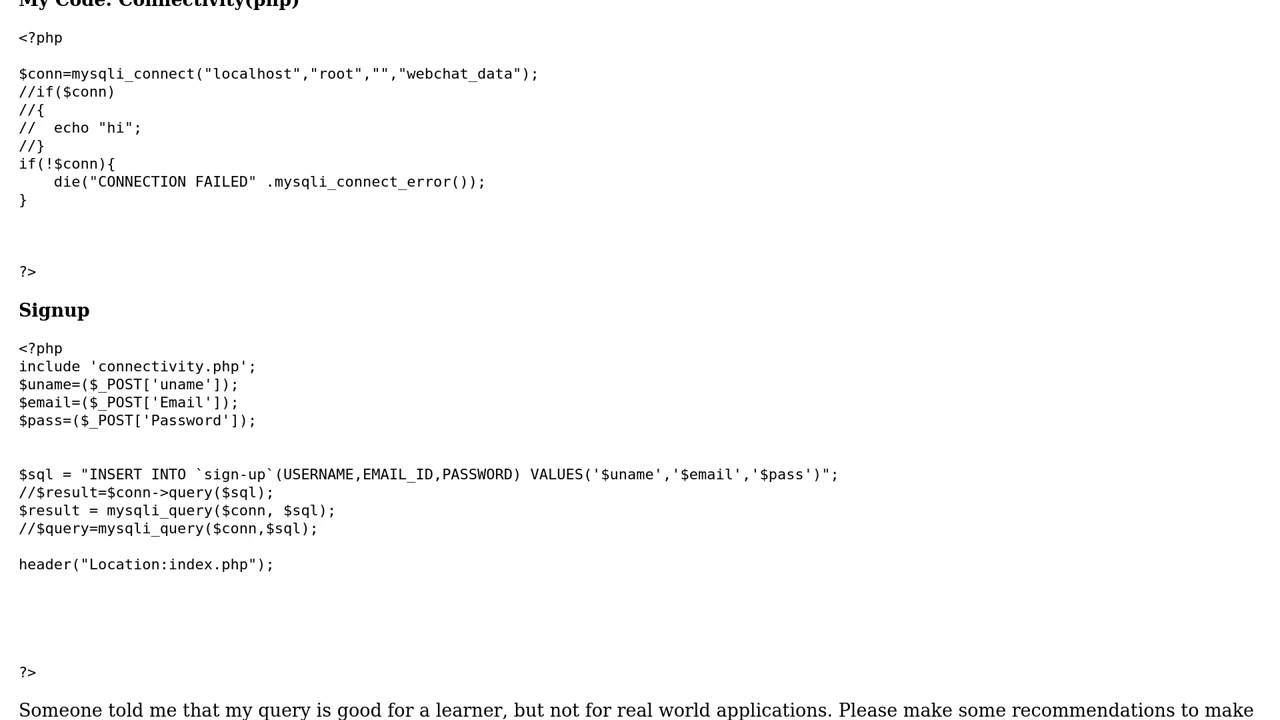 My Code: Connectivity(php)
<?php
$conn=mysqli_connect("localhost","root","","webchat_data");
//if($conn)
//{
//  echo "hi";
//}
if(!$conn){
    die("CONNECTION FAILED" .mysqli_connect_error());
}
?>
Signup
<?php
include 'connectivity.php';
$uname=($_POST['uname']);
$email=($_POST['Email']);
$pass=($_POST['Password']);
$sql = "INSERT INTO `sign-up`(USERNAME,EMAIL_ID,PASSWORD) VALUES('$uname','$email','$pass')";
//$result=$conn->query($sql);
$result = mysqli_query($conn, $sql);
//$query=mysqli_query($conn,$sql);
header("Location:index.php");
?>
Someone told me that my query is good for a learner, but not for real world applications. Please make some recommendations to make